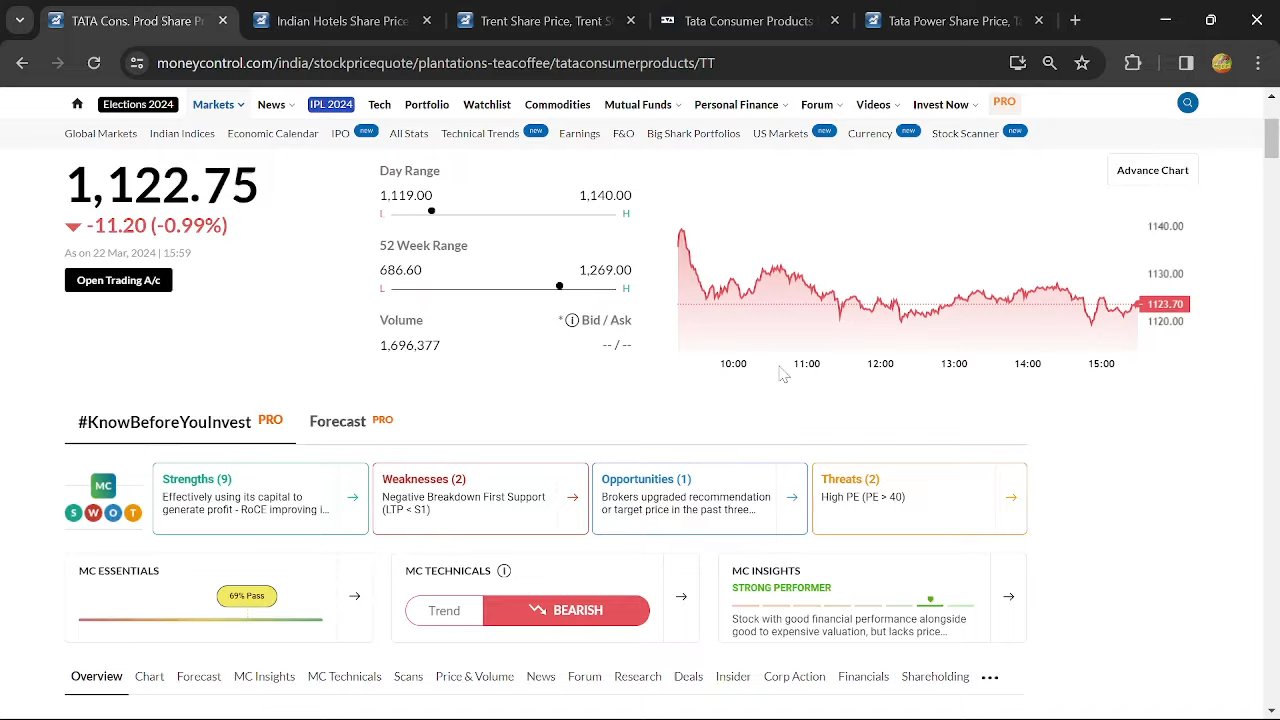 TATA Consumer Products S
Indian Hotels Share Price
Trent Share Price, Trent S
Tata Consumer Products
Tata Power Share Price, Ta
moneycontrol.com/india/stockpricequote/plantations-teacoffee/tataconsumerproducts/TT
Elections 2024 Markets News IPL 2024 Tech Portfolio Watchlist Commodities Mutual Funds Personal Finance Forum Videos Invest Now PRO
Global Markets Indian Indices Economic Calendar IPO new All Stats Technical Trends new Earnings F&O Big Shark Portfolios US Markets new Currency new Stock Scanner new
1,122.75
-11.20 (-0.99%)
As on 22 Mar, 2024 | 15:59
Open Trading A/c
Day Range
1,119.00 1,140.00
L H
52 Week Range
686.60 1,269.00
L H
Volume * i Bid / Ask
1,696,377 -- / --
Advance Chart
1140.00
1130.00
1123.70
1120.00
10:00 11:00 12:00 13:00 14:00 15:00
#KnowBeforeYouInvest PRO Forecast PRO
MC
S W O T
Strengths (9)
Effectively using its capital to
generate profit - RoCE improving i...
Weaknesses (2)
Negative Breakdown First Support
(LTP < S1)
Opportunities (1)
Brokers upgraded recommendation
or target price in the past three...
Threats (2)
High PE (PE > 40)
MC ESSENTIALS
69% Pass
MC TECHNICALS i
Trend BEARISH
MC INSIGHTS
STRONG PERFORMER
Stock with good financial performance alongside
good to expensive valuation, but lacks price...
Overview Chart Forecast MC Insights MC Technicals Scans Price & Volume News Forum Research Deals Insider Corp Action Financials Shareholding